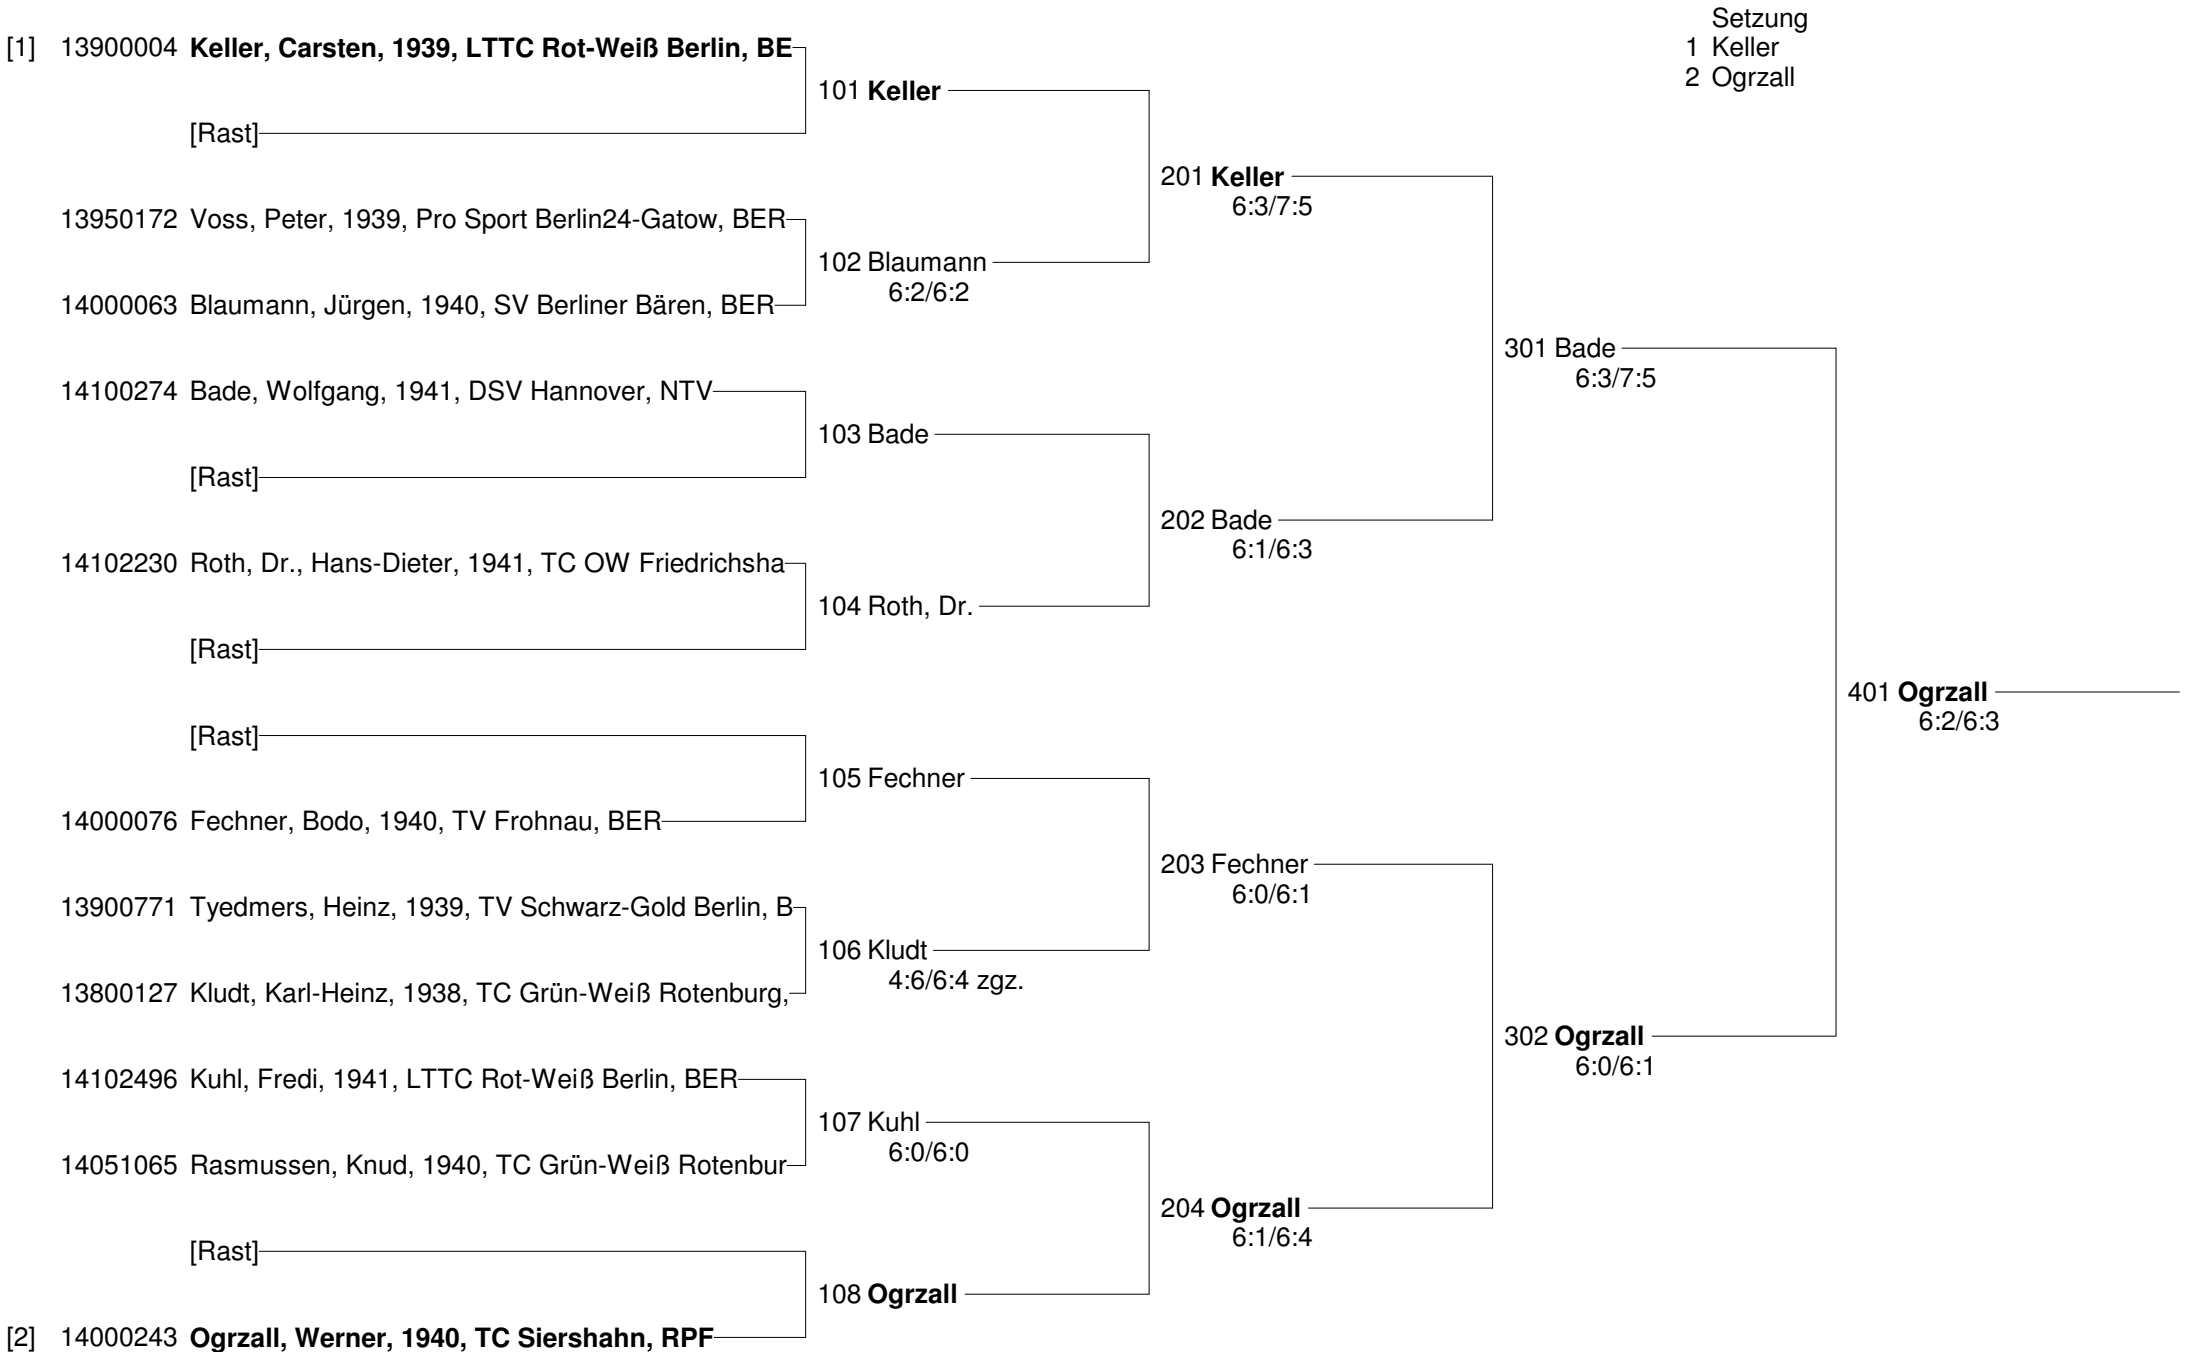 Setzung
1 Keller
2 Ogrzall
[1] 13900004 Keller, Carsten, 1939, LTTC Rot-Weiß Berlin, BE
101 Keller
[Rast]
201 Keller
6:3/7:5
13950172 Voss, Peter, 1939, Pro Sport Berlin24-Gatow, BER
102 Blaumann
6:2/6:2
14000063 Blaumann, Jürgen, 1940, SV Berliner Bären, BER
301 Bade
6:3/7:5
14100274 Bade, Wolfgang, 1941, DSV Hannover, NTV
103 Bade
[Rast]
202 Bade
6:1/6:3
14102230 Roth, Dr., Hans-Dieter, 1941, TC OW Friedrichsha
104 Roth, Dr.
[Rast]
401 Ogrzall
6:2/6:3
[Rast]
105 Fechner
14000076 Fechner, Bodo, 1940, TV Frohnau, BER
203 Fechner
6:0/6:1
13900771 Tyedmers, Heinz, 1939, TV Schwarz-Gold Berlin, B
106 Kludt
4:6/6:4 zgz.
13800127 Kludt, Karl-Heinz, 1938, TC Grün-Weiß Rotenburg,
302 Ogrzall
6:0/6:1
14102496 Kuhl, Fredi, 1941, LTTC Rot-Weiß Berlin, BER
107 Kuhl
6:0/6:0
14051065 Rasmussen, Knud, 1940, TC Grün-Weiß Rotenbur
204 Ogrzall
6:1/6:4
[Rast]
108 Ogrzall
[2] 14000243 Ogrzall, Werner, 1940, TC Siershahn, RPF